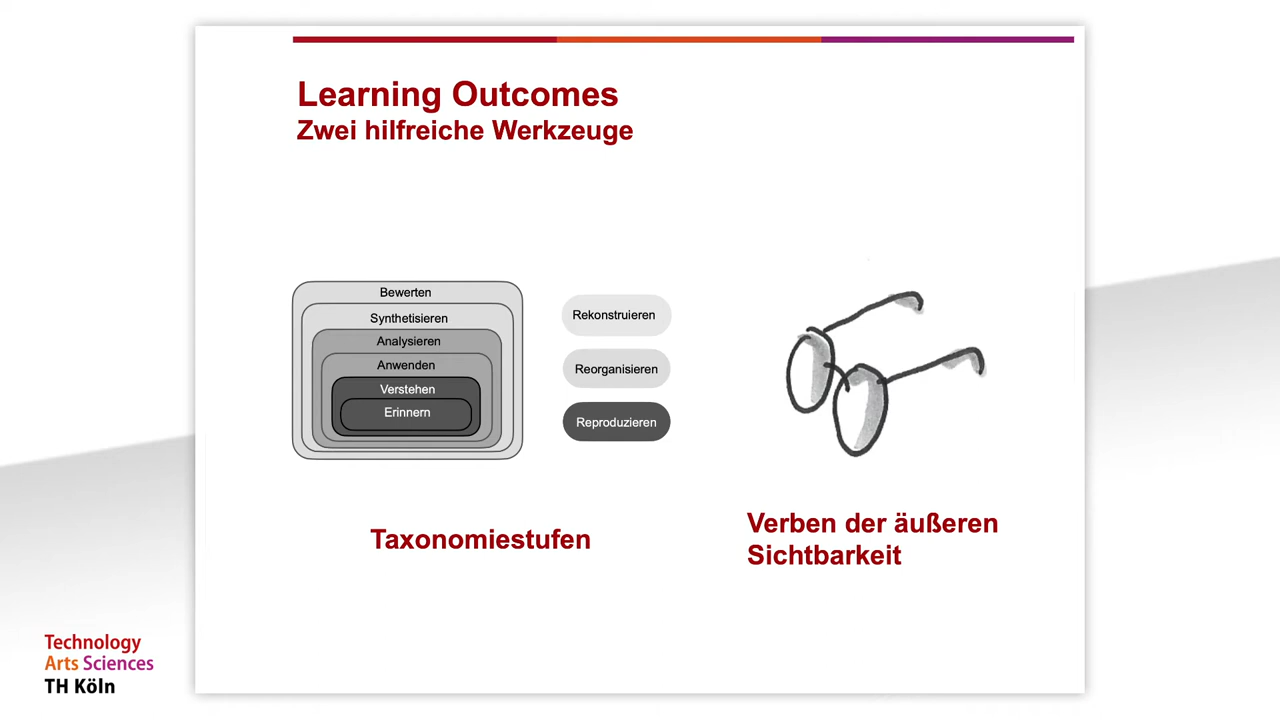 Learning Outcomes
Zwei hilfreiche Werkzeuge
Bewerten
Synthetisieren
Analysieren
Anwenden
Verstehen
Erinnern
Rekonstruieren
Reorganisieren
Reproduzieren
Taxonomiestufen
Verben der äußeren
Sichtbarkeit
Technology
Arts Sciences
TH Köln